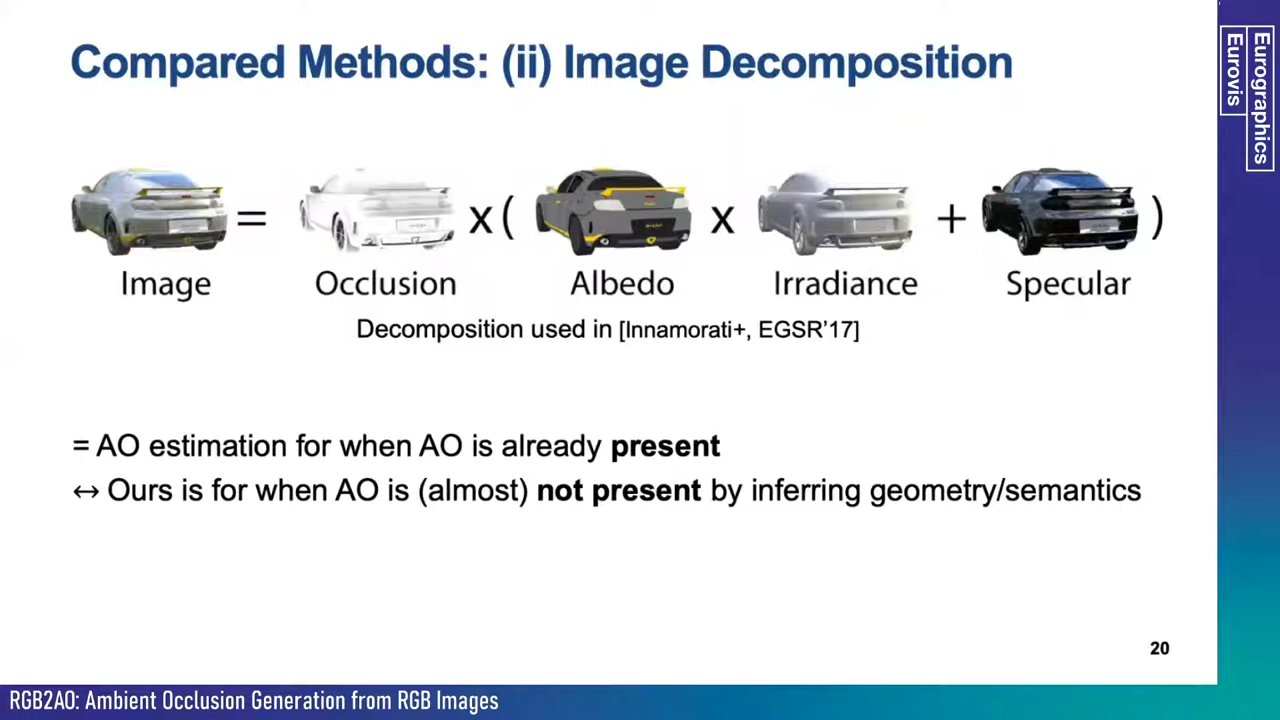 Compared Methods: (ii) Image Decomposition
Eurographics
Eurovis
= x( x + )
Image Occlusion Albedo Irradiance Specular
Decomposition used in [Innamorati+, EGSR’17]
= AO estimation for when AO is already present
↔ Ours is for when AO is (almost) not present by inferring geometry/semantics
20
RGB2AO: Ambient Occlusion Generation from RGB Images